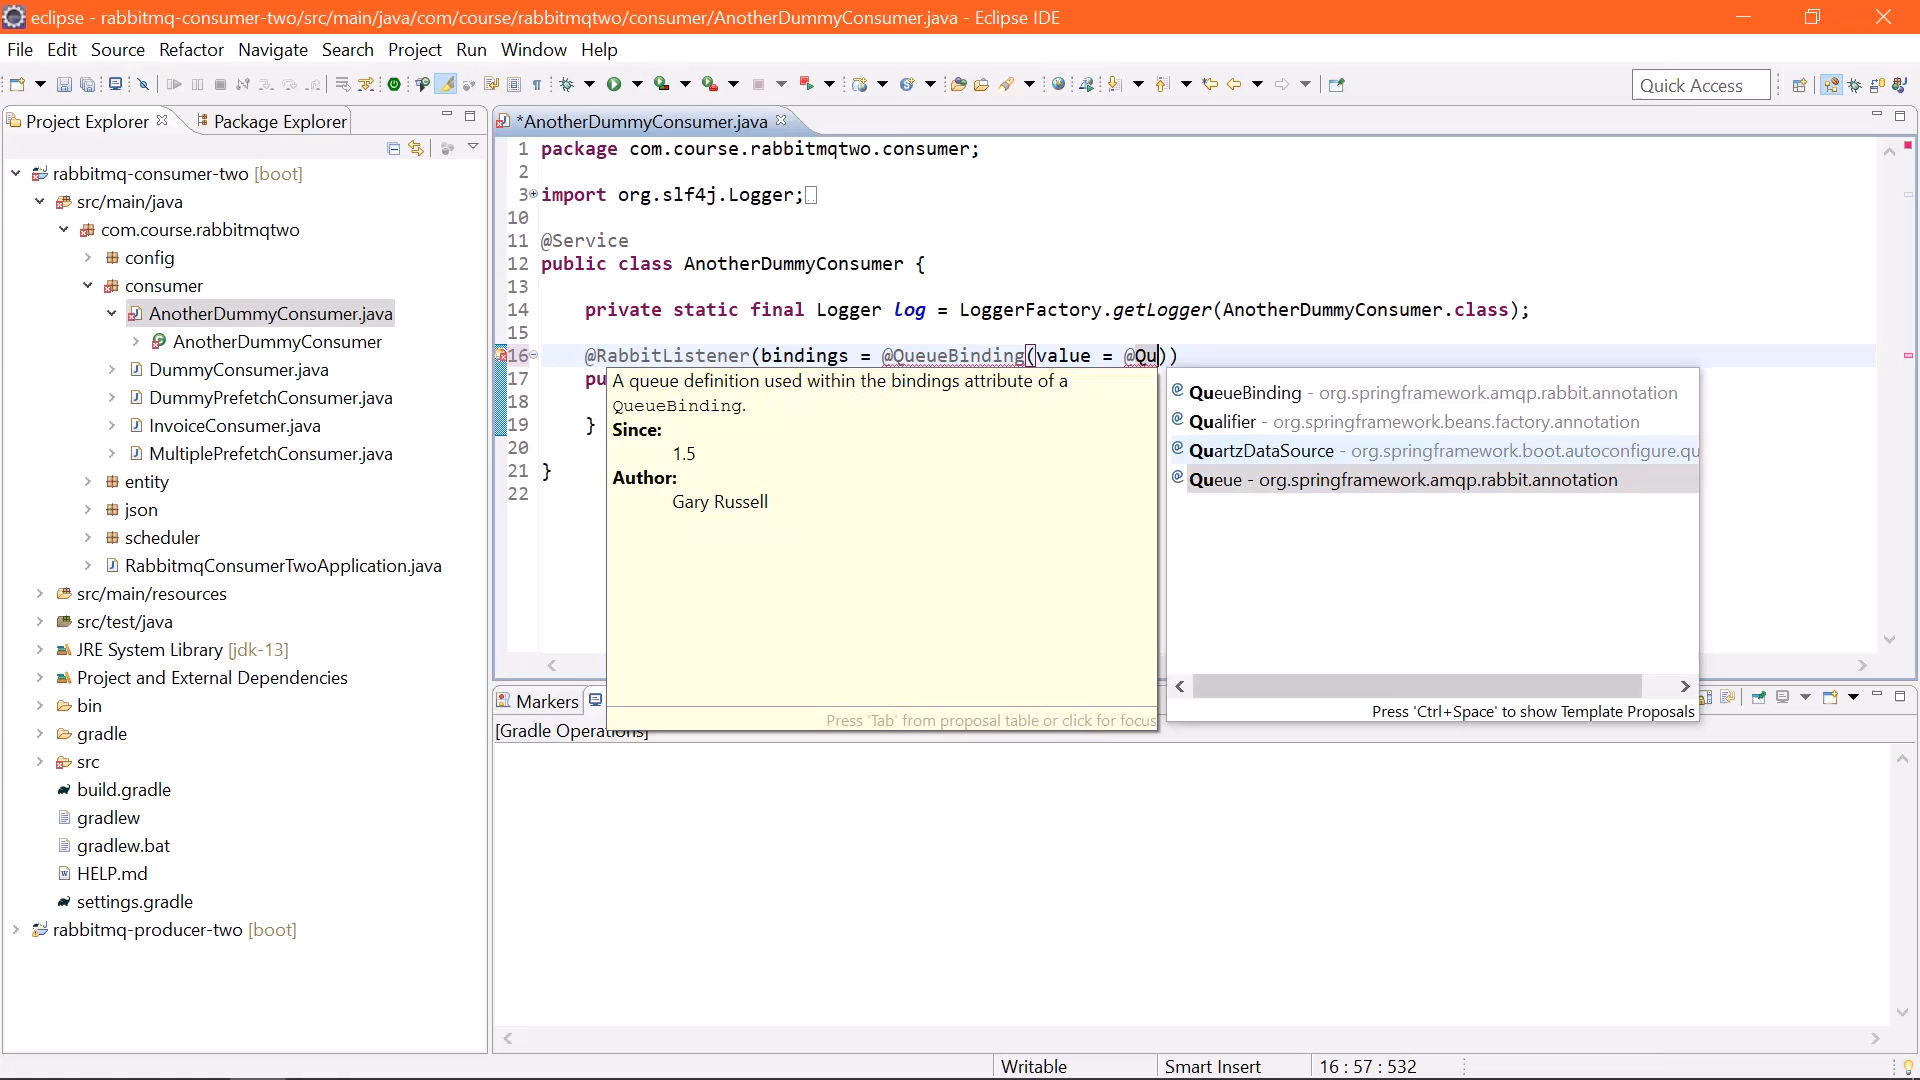 eclipse - rabbitmq-consumer-two/src/main/java/com/course/rabbitmqtwo/consumer/AnotherDummyConsumer.java - Eclipse IDE
File Edit Source Refactor Navigate Search Project Run Window Help
Quick Access
Project Explorer
Package Explorer
rabbitmq-consumer-two [boot]
src/main/java
com.course.rabbitmqtwo
config
consumer
AnotherDummyConsumer.java
AnotherDummyConsumer
DummyConsumer.java
DummyPrefetchConsumer.java
InvoiceConsumer.java
MultiplePrefetchConsumer.java
entity
json
scheduler
RabbitmqConsumerTwoApplication.java
src/main/resources
src/test/java
JRE System Library [jdk-13]
Project and External Dependencies
bin
gradle
src
build.gradle
gradlew
gradlew.bat
HELP.md
settings.gradle
rabbitmq-producer-two [boot]
*AnotherDummyConsumer.java
1 package com.course.rabbitmqtwo.consumer;
2
3 import org.slf4j.Logger;
10
11 @Service
12 public class AnotherDummyConsumer {
13
14 private static final Logger log = LoggerFactory.getLogger(AnotherDummyConsumer.class);
15
16 @RabbitListener(bindings = @QueueBinding(value = @Qu))
17 pu
18
19 }
20
21 }
22
A queue definition used within the bindings attribute of a
QueueBinding.
Since:
1.5
Author:
Gary Russell
Press 'Tab' from proposal table or click for focus
QueueBinding - org.springframework.amqp.rabbit.annotation
Qualifier - org.springframework.beans.factory.annotation
QuartzDataSource - org.springframework.boot.autoconfigure.qu
Queue - org.springframework.amqp.rabbit.annotation
Press 'Ctrl+Space' to show Template Proposals
Markers
[Gradle Operations]
Writable
Smart Insert
16 : 57 : 532